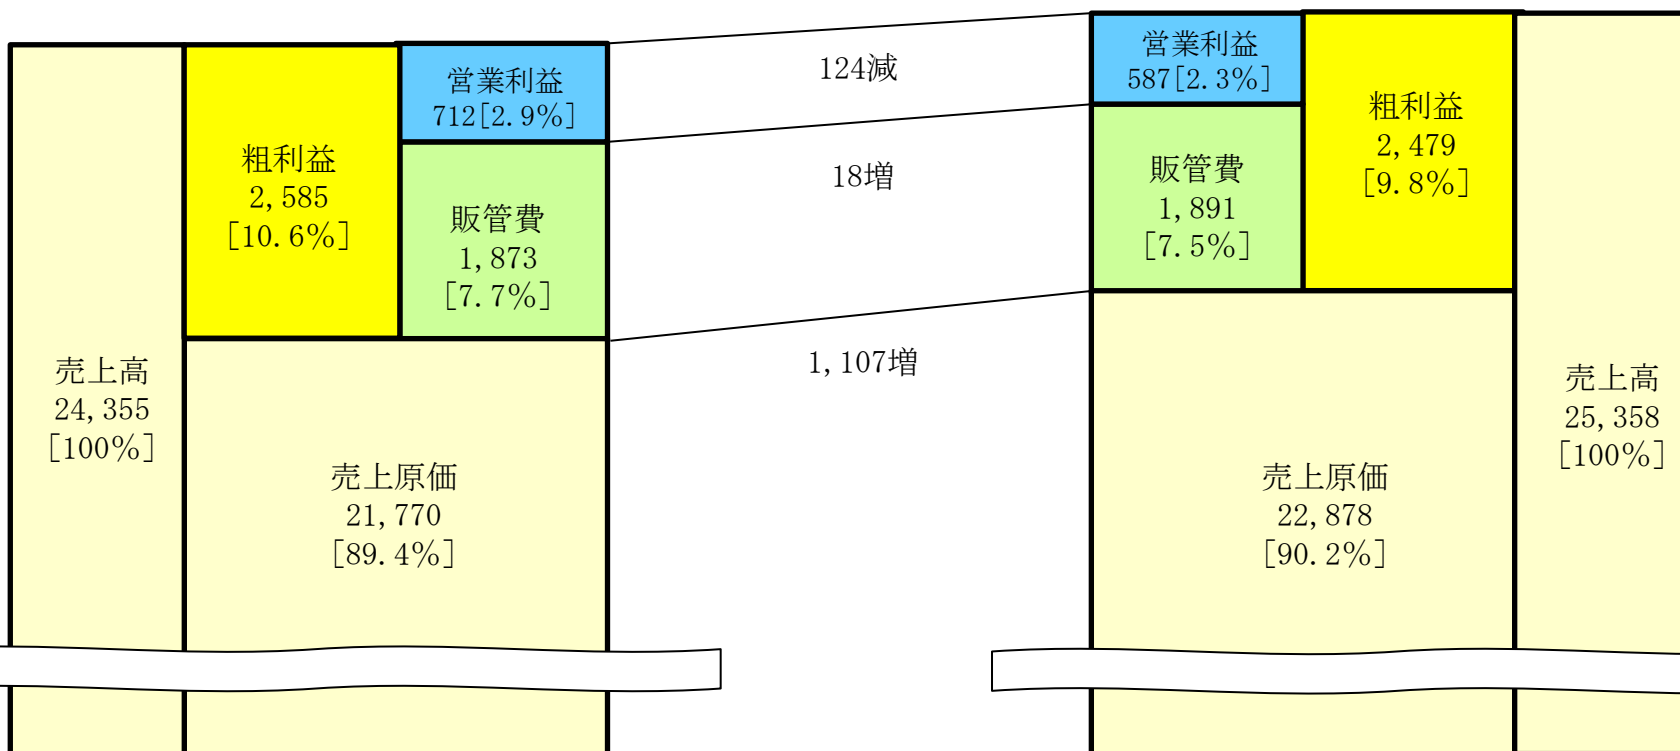 売上高
24,355
[100%]
粗利益
2,585
[10.6%]
営業利益
712[2.9%]
販管費
1,873
[7.7%]
売上原価
21,770
[89.4%]
124減
18増
1,107増
営業利益
587[2.3%]
販管費
1,891
[7.5%]
粗利益
2,479
[9.8%]
売上原価
22,878
[90.2%]
売上高
25,358
[100%]